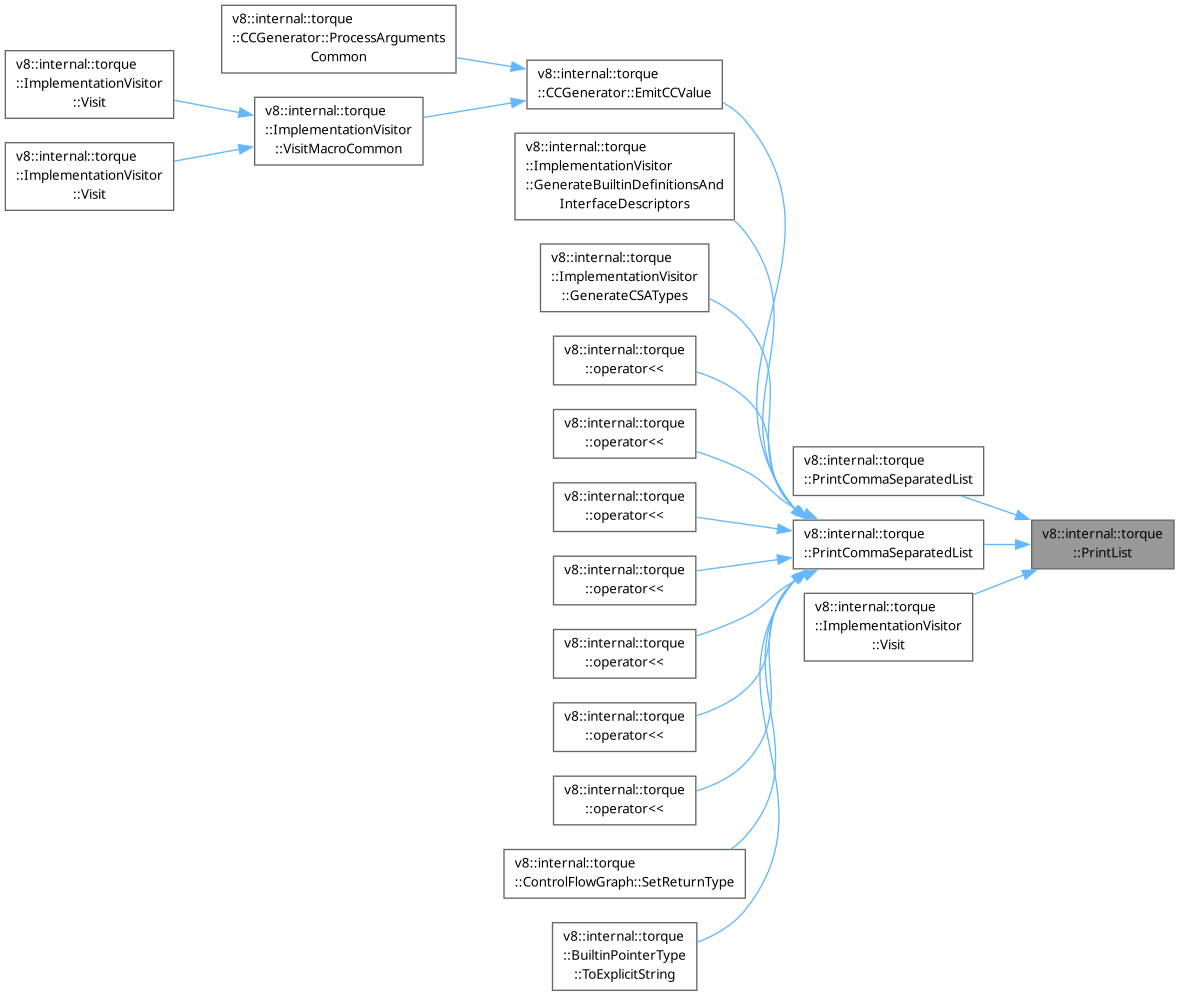 v8::internal::torque
::CCGenerator::ProcessArguments
Common
v8::internal::torque
::ImplementationVisitor
::Visit
v8::internal::torque
::CCGenerator::EmitCCValue
v8::internal::torque
::ImplementationVisitor
::VisitMacroCommon
v8::internal::torque
::ImplementationVisitor
::Visit
v8::internal::torque
::ImplementationVisitor
::GenerateBuiltinDefinitionsAnd
InterfaceDescriptors
v8::internal::torque
::ImplementationVisitor
::GenerateCSATypes
v8::internal::torque
::operator<<
v8::internal::torque
::operator<<
v8::internal::torque
::PrintCommaSeparatedList
v8::internal::torque
::operator<<
v8::internal::torque
::PrintCommaSeparatedList
v8::internal::torque
::PrintList
v8::internal::torque
::operator<<
v8::internal::torque
::ImplementationVisitor
::Visit
v8::internal::torque
::operator<<
v8::internal::torque
::operator<<
v8::internal::torque
::operator<<
v8::internal::torque
::ControlFlowGraph::SetReturnType
v8::internal::torque
::BuiltinPointerType
::ToExplicitString